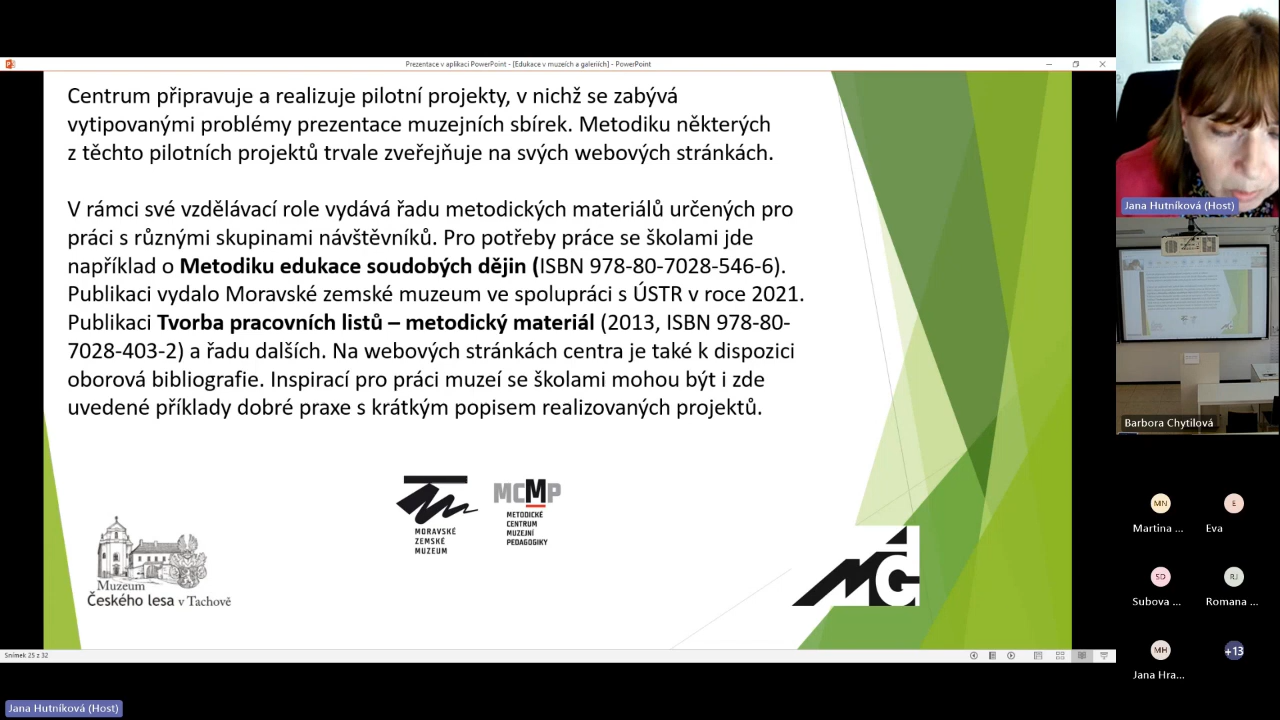 Prezentace v aplikaci PowerPoint - [Edukace v muzeích a galeriích] - PowerPoint
Centrum připravuje a realizuje pilotní projekty, v nichž se zabývá
vytipovanými problémy prezentace muzejních sbírek. Metodiku některých
z těchto pilotních projektů trvale zveřejňuje na svých webových stránkách.
V rámci své vzdělávací role vydává řadu metodických materiálů určených pro
práci s různými skupinami návštěvníků. Pro potřeby práce se školami jde
například o Metodiku edukace soudobých dějin (ISBN 978-80-7028-546-6).
Publikaci vydalo Moravské zemské muzeum ve spolupráci s ÚSTR v roce 2021.
Publikaci Tvorba pracovních listů – metodický materiál (2013, ISBN 978-80-
7028-403-2) a řadu dalších. Na webových stránkách centra je také k dispozici
oborová bibliografie. Inspirací pro práci muzeí se školami mohou být i zde
uvedené příklady dobré praxe s krátkým popisem realizovaných projektů.
MORAVSKÉ
ZEMSKÉ
MUZEUM
MCMP
METODICKÉ
CENTRUM
MUZEJNÍ
PEDAGOGIKY
Muzeum
Českého lesa v Tachově
MG
Snímek 25 z 32
Jana Hutníková (Host)
Jana Hutníková (Host)
Barbora Chytilová
MN
Martina ...
E
Eva
SD
Subova ...
RJ
Romana ...
MH
Jana Hra...
+13